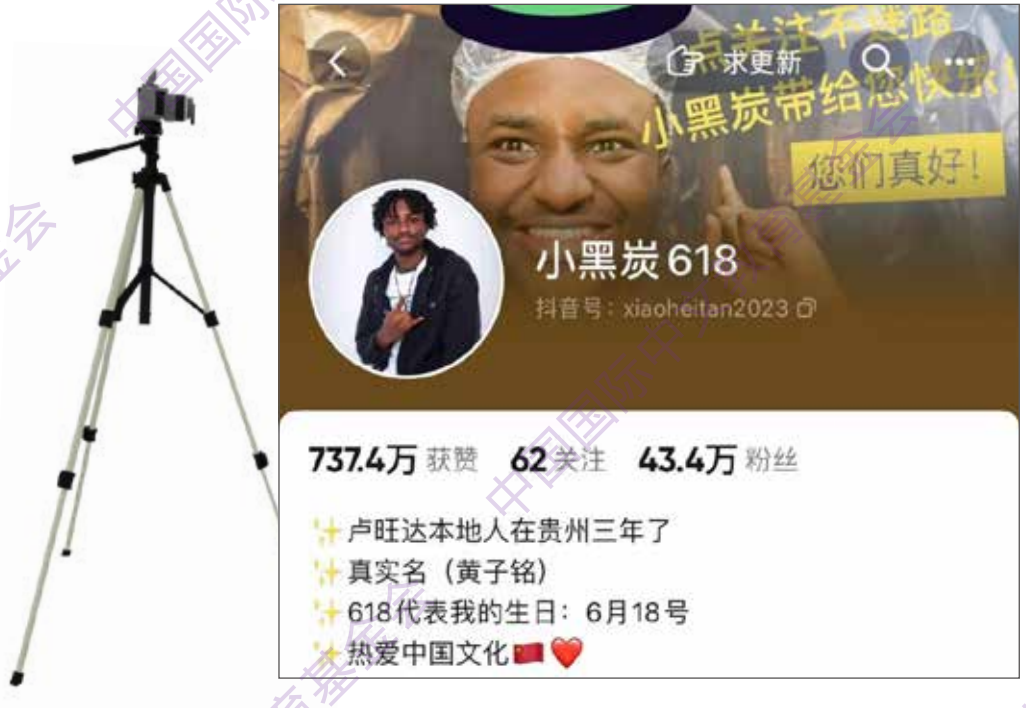 点关注不迷路
求更新
小黑炭带给您快乐!
您们真好!
小黑炭618
抖音号:xiaoheitan2023
737.4万 获赞 62 关注 43.4万 粉丝
卢旺达本地人在贵州三年了
真实名(黄子铭)
618代表我的生日:6月18号
热爱中国文化